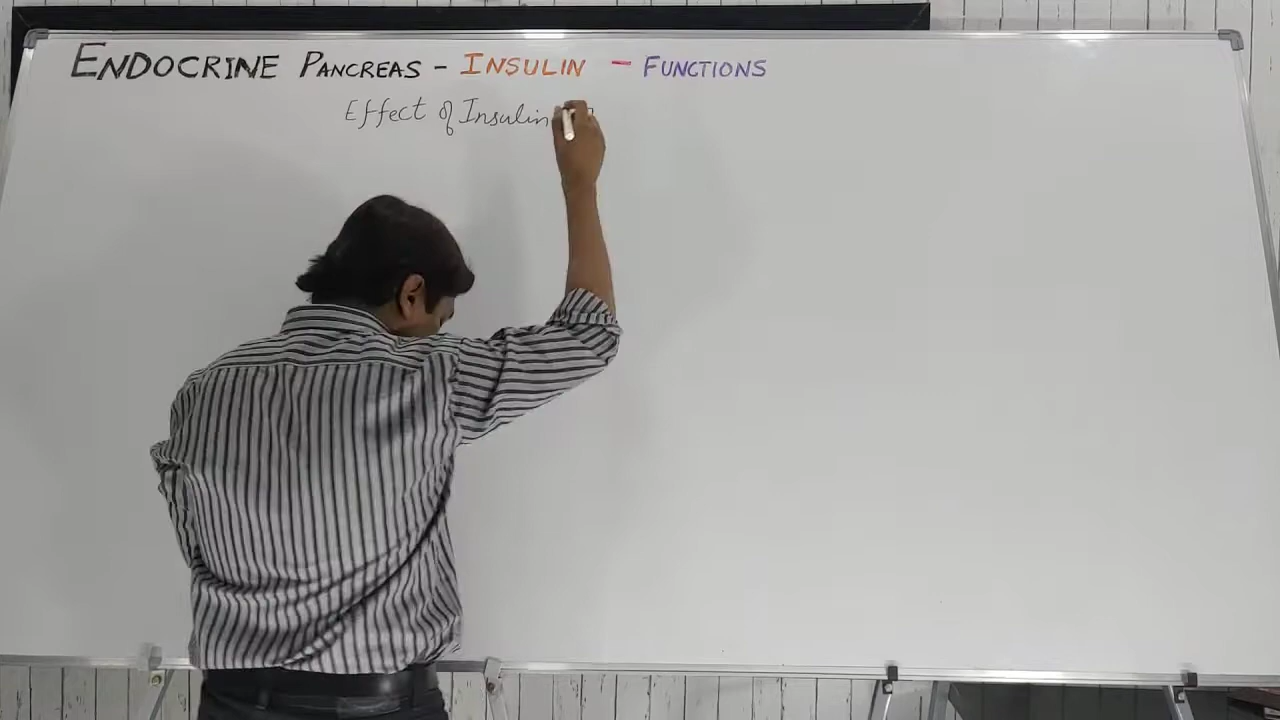 ENDOCRINE PANCREAS - INSULIN - FUNCTIONS
Effect of Insulin